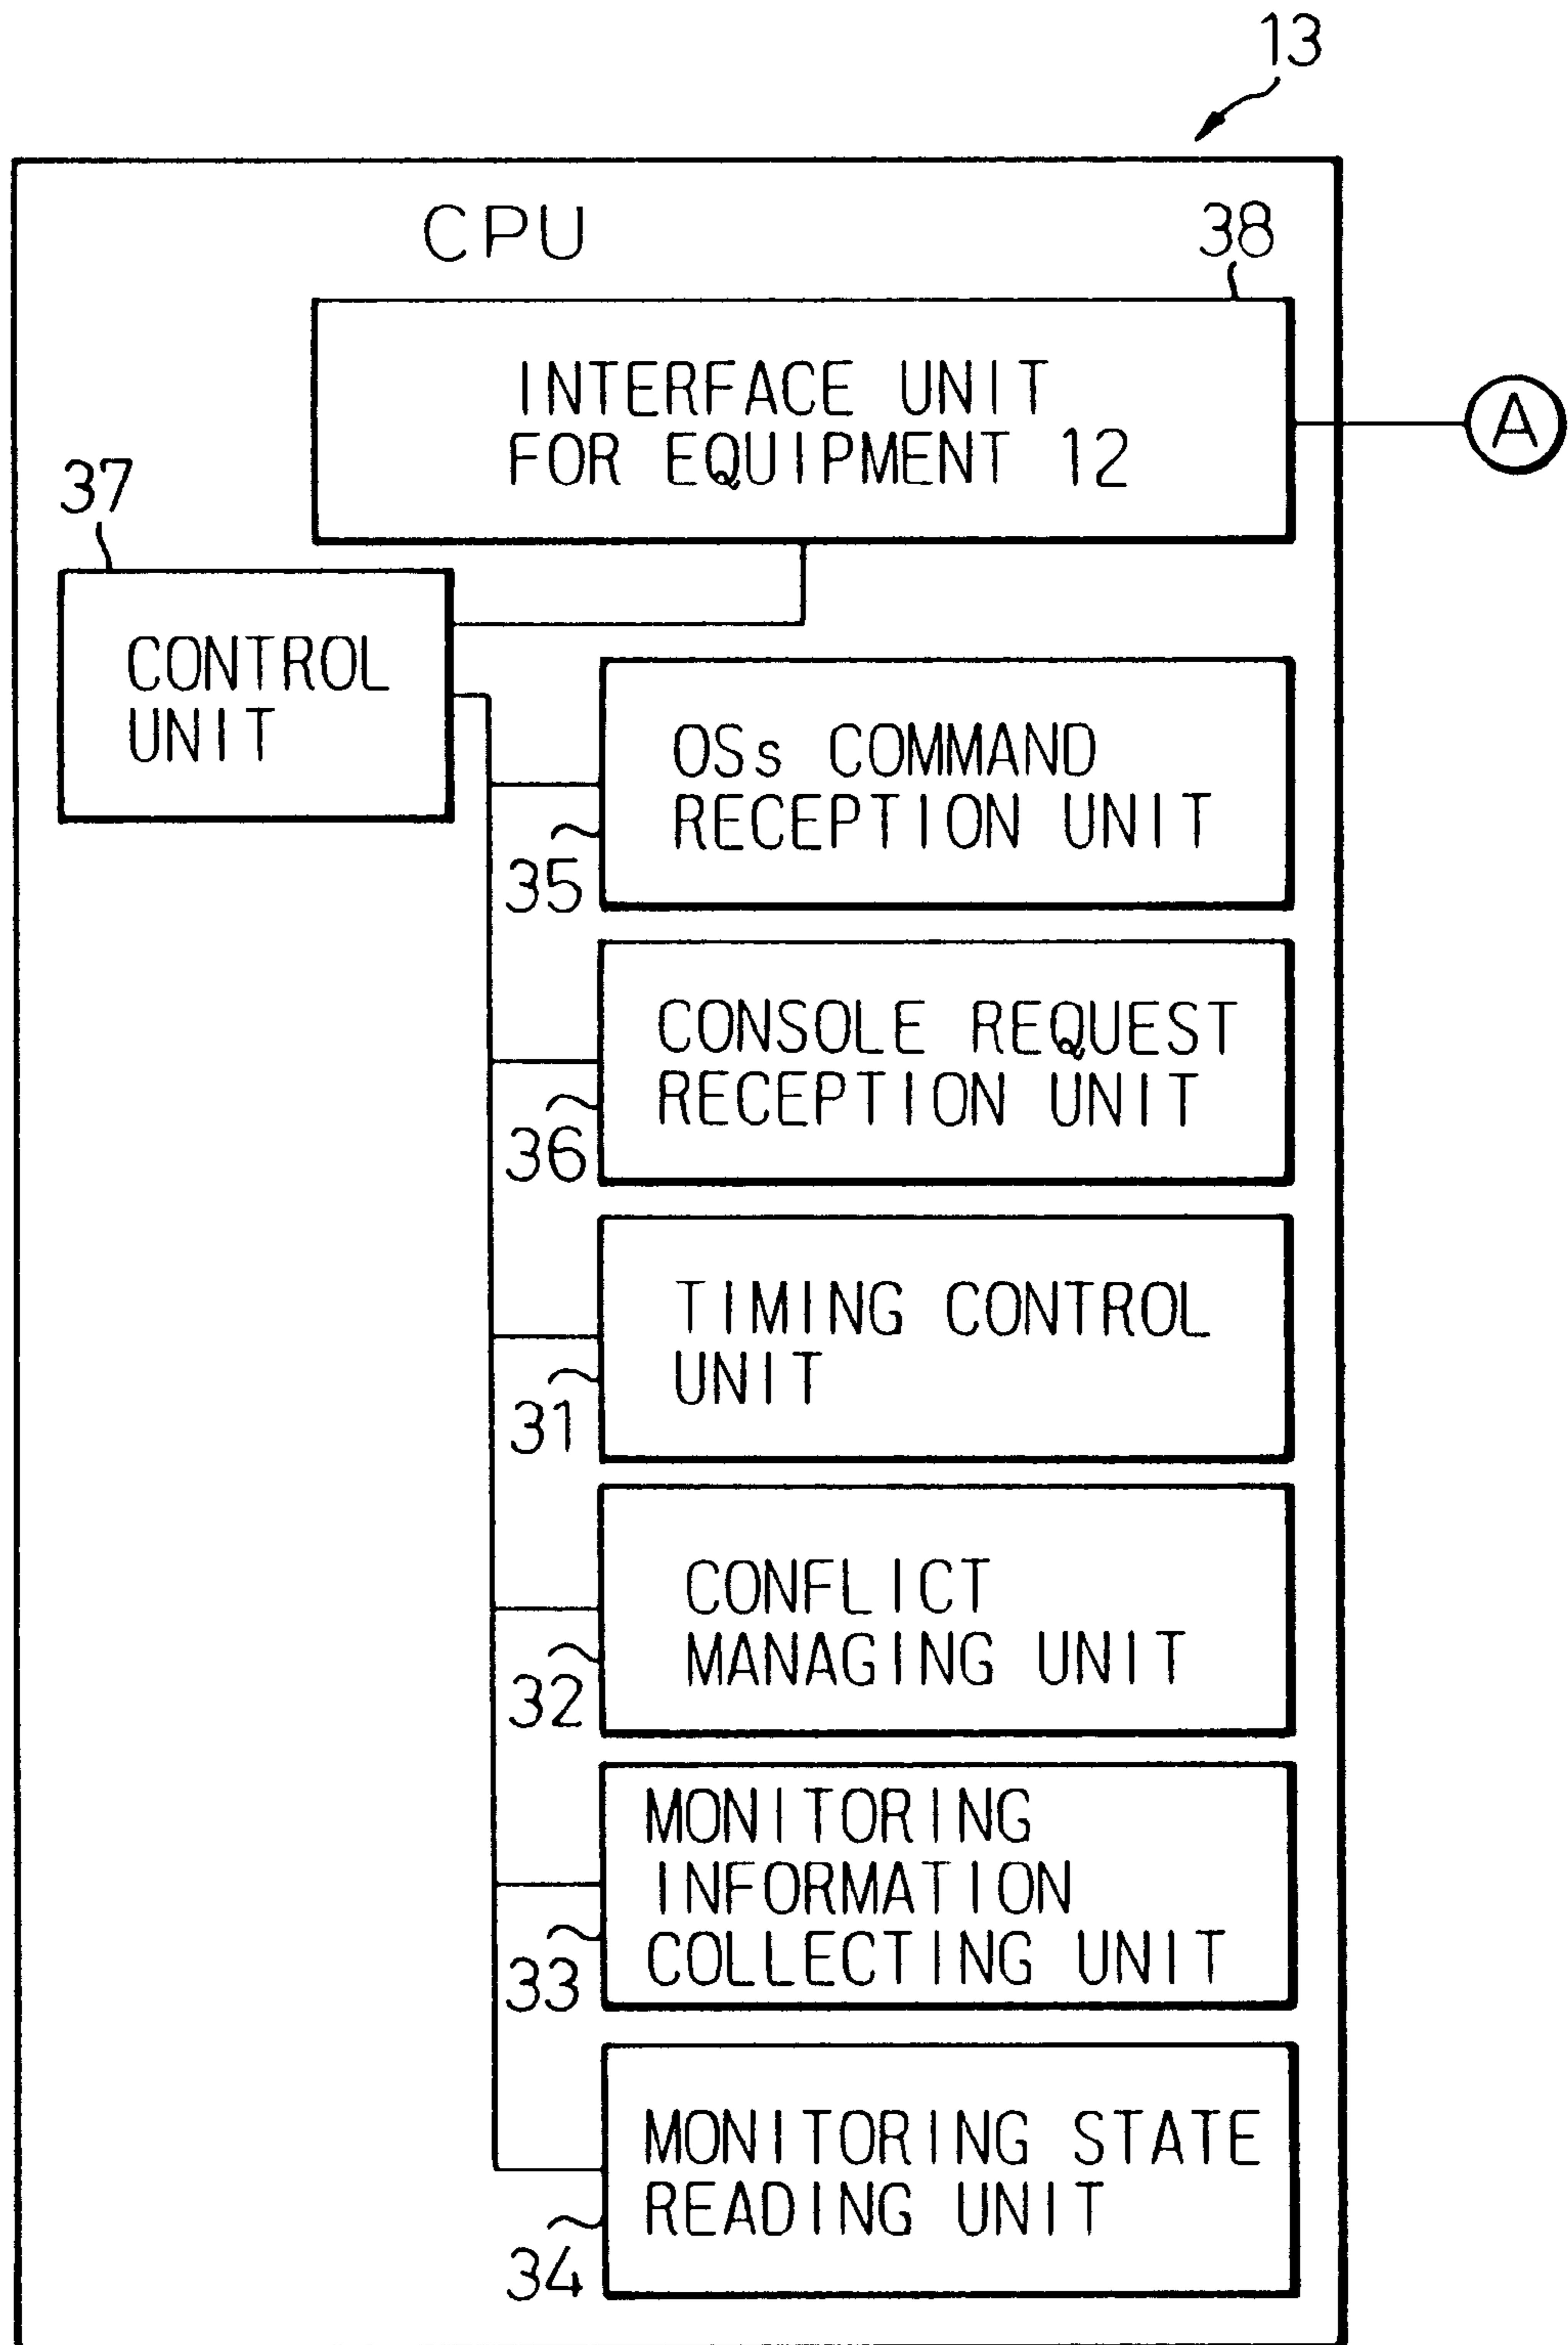 13
CPU
38
INTERFACE UNIT
FOR EQUIPMENT 12
A
37
CONTROL
UNIT
OSs COMMAND
RECEPTION UNIT
35
CONSOLE REQUEST
RECEPTION UNIT
36
TIMING CONTROL
UNIT
31
CONFLICT
MANAGING UNIT
32
MONITORING
INFORMATION
COLLECTING UNIT
33
MONITORING STATE
READING UNIT
34